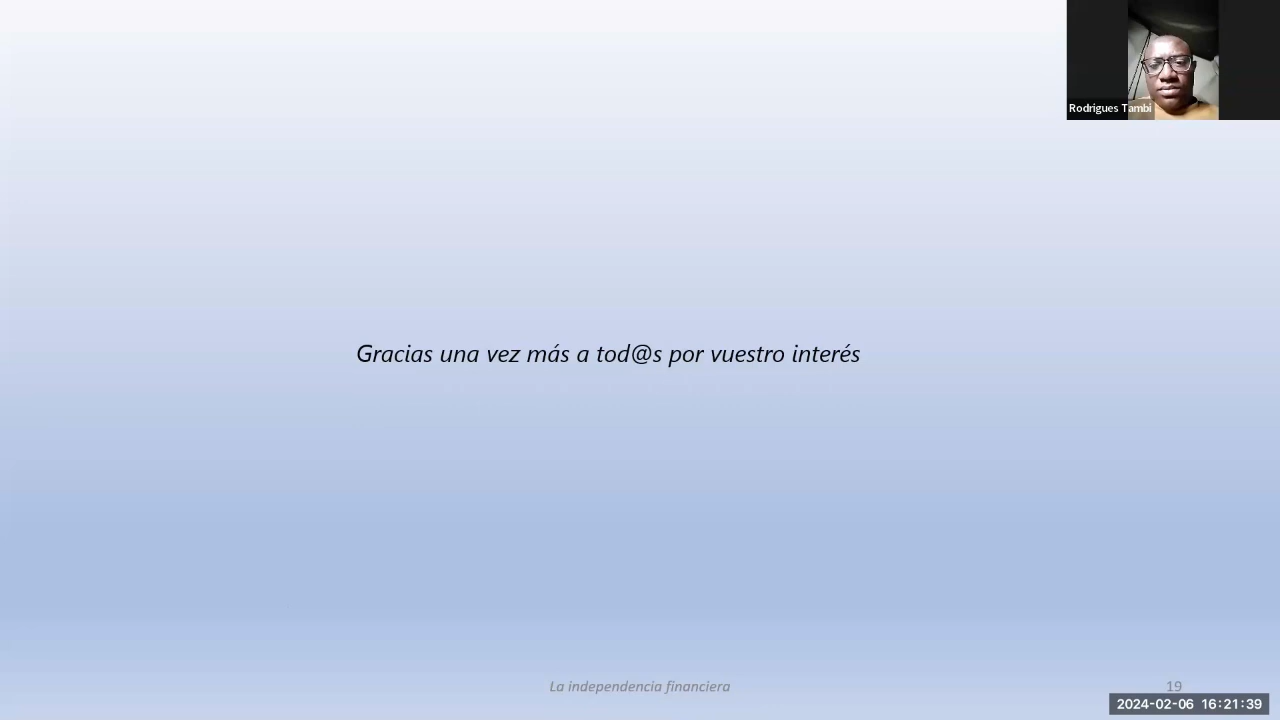 Rodrigues Tambi
Gracias una vez más a tod@s por vuestro interés
La independencia financiera
19
2024-02-06 16:21:39